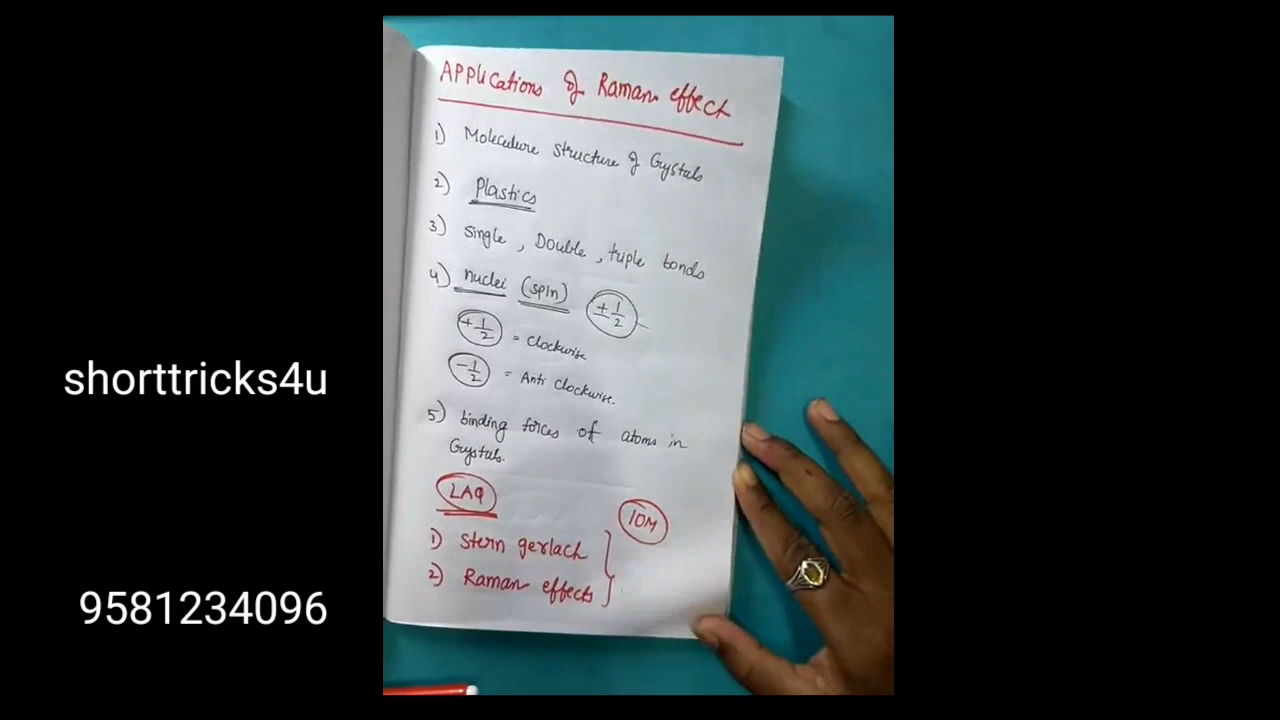 APPlications of Raman effect
1) Moleculure structure of Crystals
2) Plastics
3) Single, Double, triple bonds
4) nuclei (spin) +1/2
+1/2 = Clockwise
-1/2 = Anti Clockwise.
5) binding forces of atoms in
Crystals.
LAQ
10M
1) Stern gerlach
2) Raman effects
shorttricks4u
9581234096